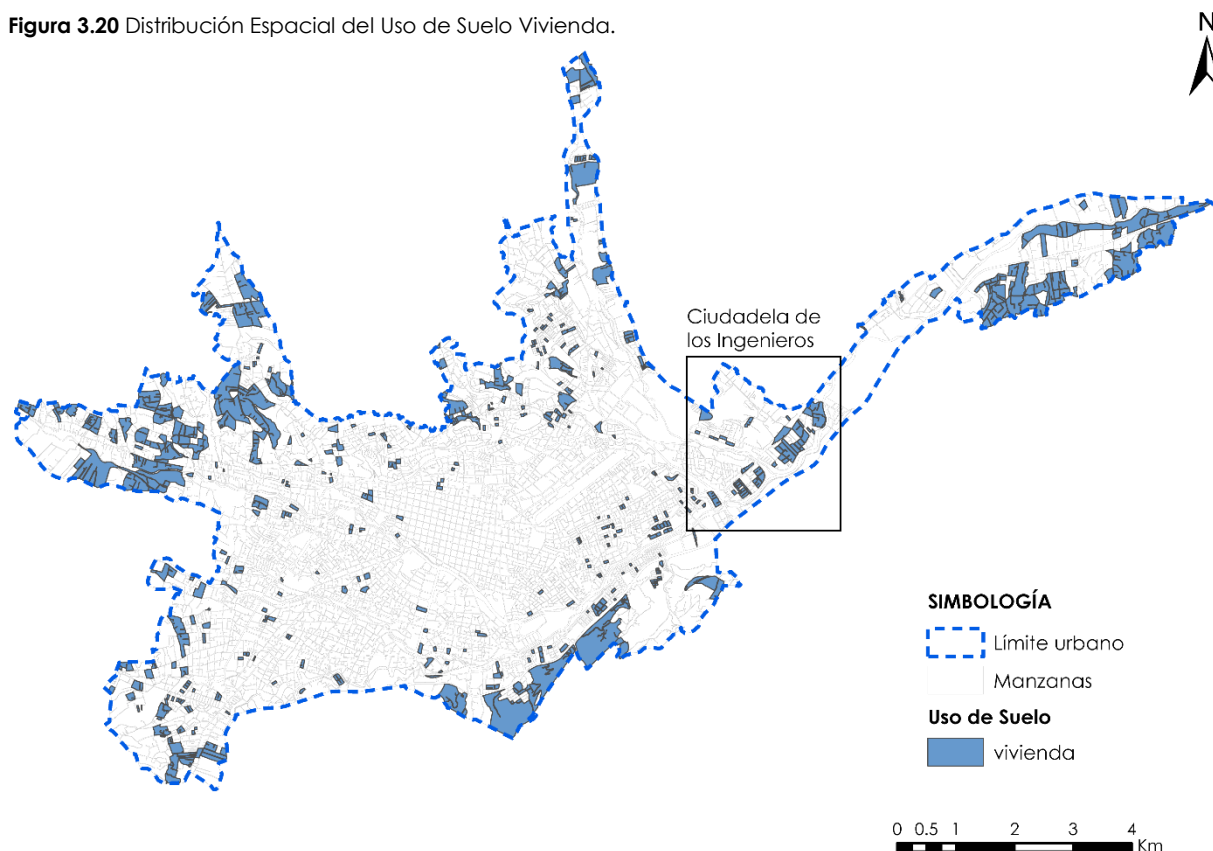 Figura 3.20 Distribución Espacial del Uso de Suelo Vivienda.
N
Ciudadela de
los Ingenieros
SIMBOLOGÍA
Límite urbano
Manzanas
Uso de Suelo
vivienda
0 0.5 1 2 3 4
Km